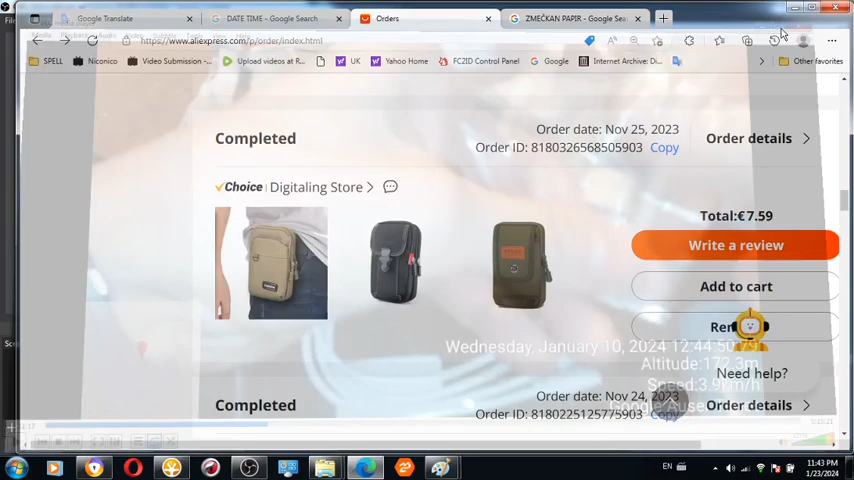 Google Translate
DATE TIME - Google Search
Orders
ZMEČKAN PAPIR - Google Sea
https://www.aliexpress.com/p/order/index.html
SPELL
Niconico
Video Submission -...
Upload videos at R...
UK
Yahoo Home
FC2ID Control Panel
Google
Internet Archive: Di...
Other favorites
Completed
Order date: Nov 25, 2023
Order ID: 8180326568505903 Copy
Order details
Choice Digitaling Store
Total:€7.59
Write a review
Add to cart
Wednesday, January 10, 2024 12:44:50
Altitude:172.3m
Speed:3.9km/h
Need help?
Completed
Order date: Nov 24, 2023
Order ID: 8180225125775903
Order details
EN
11:43 PM
1/23/2024